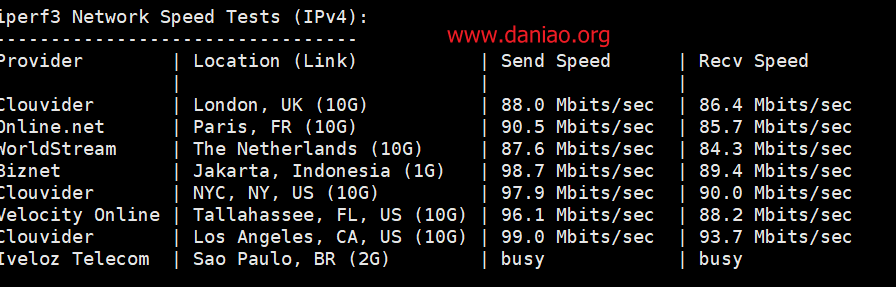 iperf3 Network Speed Tests (IPv4):
---------------------------------
www.daniao.org
Provider | Location (Link) | Send Speed | Recv Speed
| | |
Clouvider | London, UK (10G) | 88.0 Mbits/sec | 86.4 Mbits/sec
Online.net | Paris, FR (10G) | 90.5 Mbits/sec | 85.7 Mbits/sec
WorldStream | The Netherlands (10G) | 87.6 Mbits/sec | 84.3 Mbits/sec
Biznet | Jakarta, Indonesia (1G) | 98.7 Mbits/sec | 89.4 Mbits/sec
Clouvider | NYC, NY, US (10G) | 97.9 Mbits/sec | 90.0 Mbits/sec
Velocity Online | Tallahassee, FL, US (10G) | 96.1 Mbits/sec | 88.2 Mbits/sec
Clouvider | Los Angeles, CA, US (10G) | 99.0 Mbits/sec | 93.7 Mbits/sec
Iveloz Telecom | Sao Paulo, BR (2G) | busy | busy